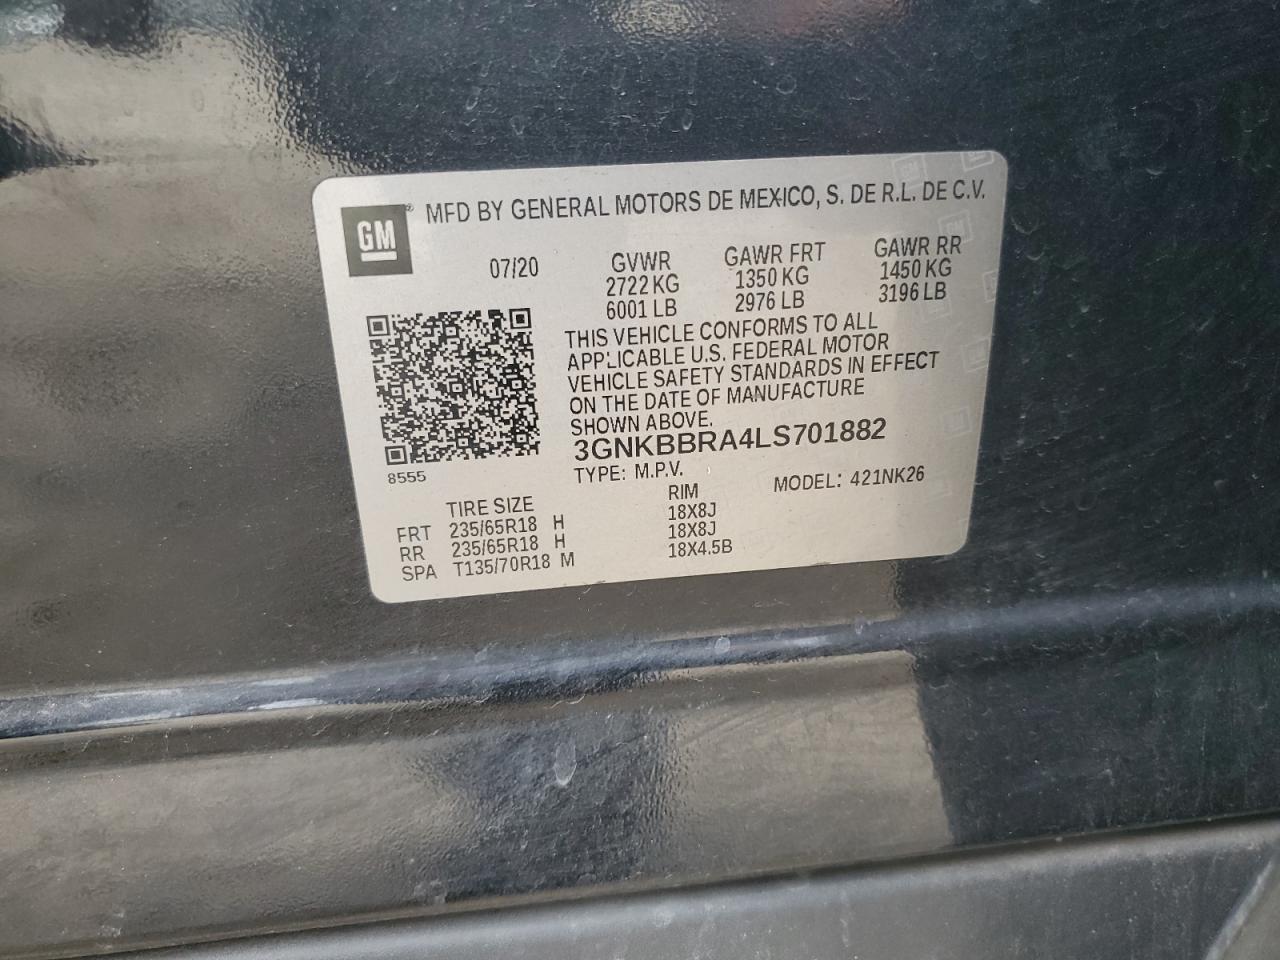 GM® MFD BY GENERAL MOTORS DE MEXICO, S. DE R.L. DE C.V.
07/20 GVWR GAWR FRT GAWR RR
2722 KG 1350 KG 1450 KG
6001 LB 2976 LB 3196 LB
THIS VEHICLE CONFORMS TO ALL
APPLICABLE U.S. FEDERAL MOTOR
VEHICLE SAFETY STANDARDS IN EFFECT
ON THE DATE OF MANUFACTURE
SHOWN ABOVE.
3GNKBBRA4LS701882
8555
TYPE: M.P.V. MODEL: 421NK26
TIRE SIZE RIM
FRT 235/65R18 H 18X8J
RR 235/65R18 H 18X8J
SPA T135/70R18 M 18X4.5B